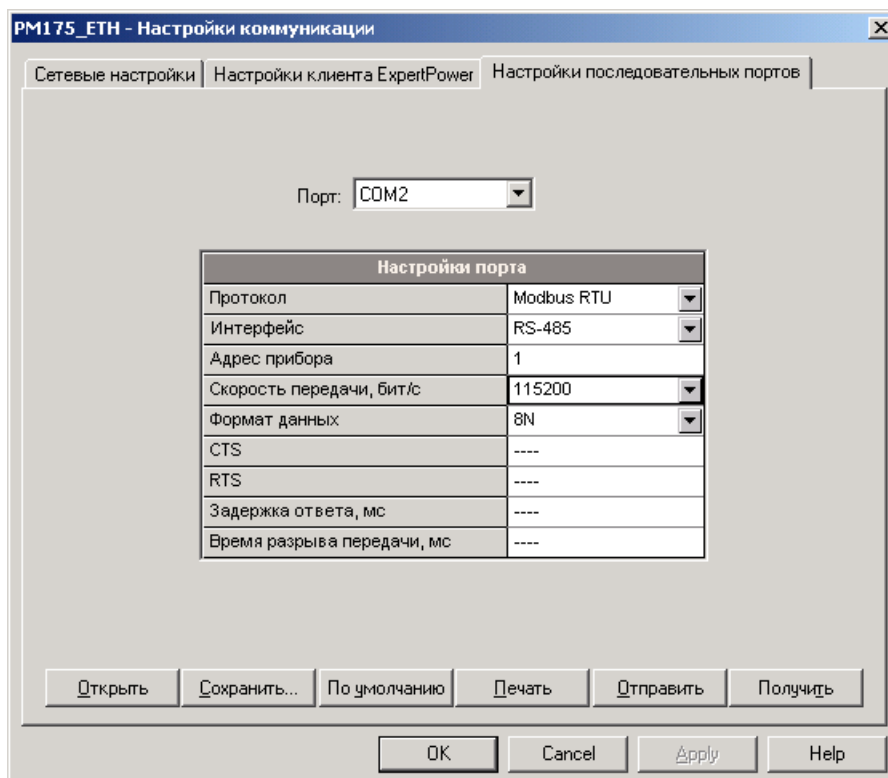 PM175_ETH - Настройки коммуникации
Сетевые настройки Настройки клиента ExpertPower Настройки последовательных портов
Порт: COM2
Настройки порта
Протокол Modbus RTU
Интерфейс RS-485
Адрес прибора 1
Скорость передачи, бит/с 115200
Формат данных 8N
CTS ----
RTS ----
Задержка ответа, мс ----
Время разрыва передачи, мс ----
Открыть Сохранить... По умолчанию Печать Отправить Получить
OK Cancel Apply Help